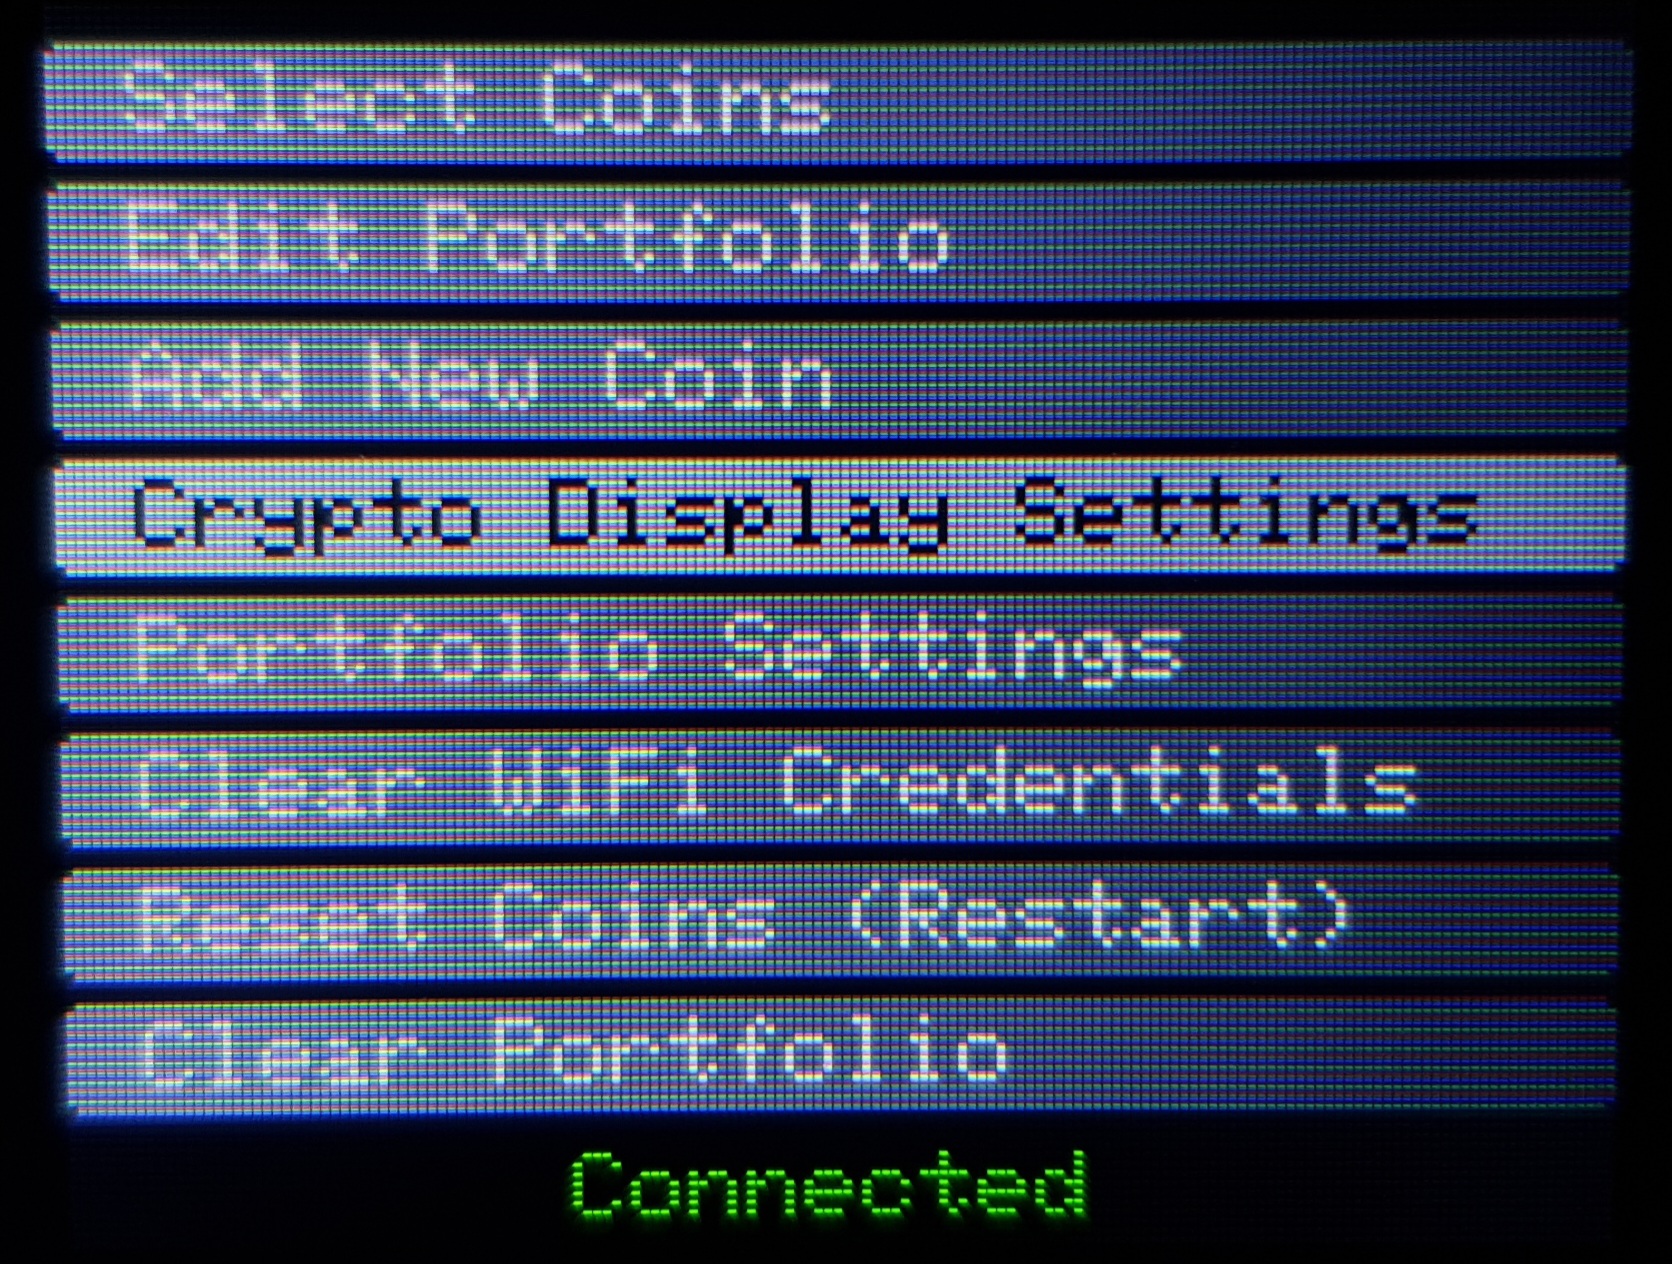 Select Coins
Edit Portfolio
Add New Coin
Crypto Display Settings
Portfolio Settings
Clear WiFi Credentials
Reset Coins (Restart)
Clear Portfolio
Connected